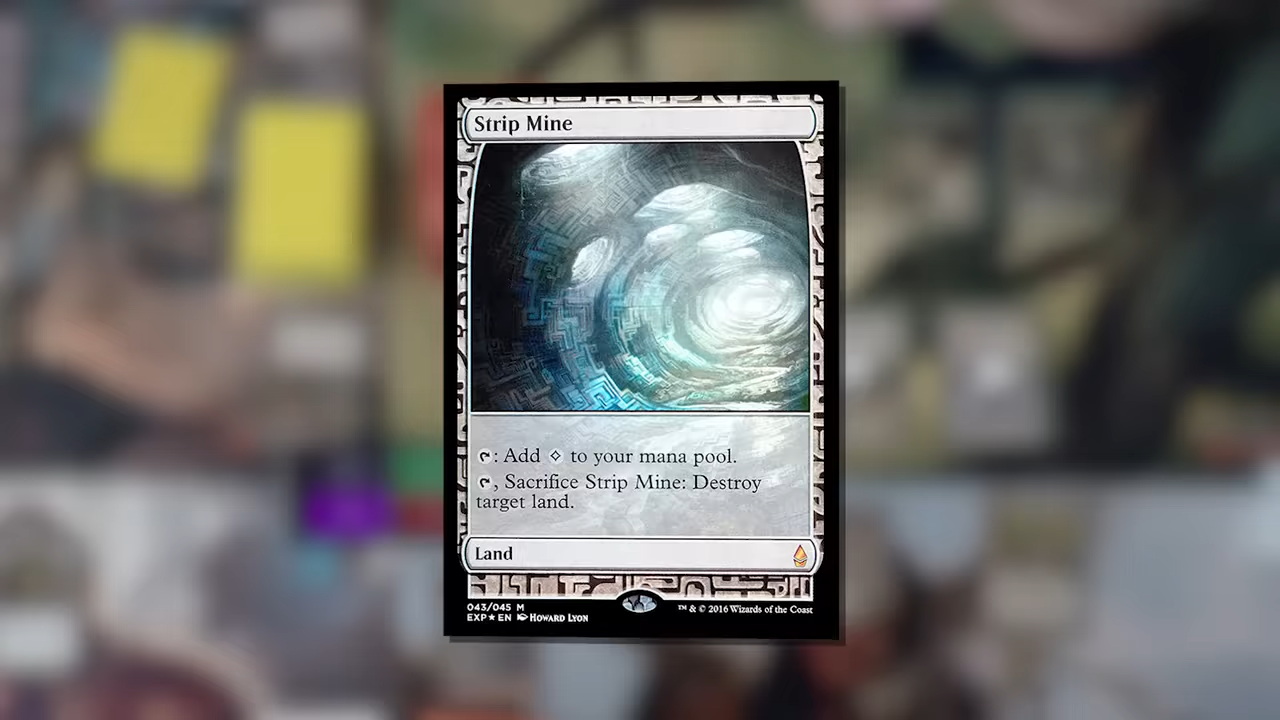 Strip Mine
: Add to your mana pool.
, Sacrifice Strip Mine: Destroy
target land.
Land
043/045 M
EXP★EN Howard Lyon
™ & © 2016 Wizards of the Coast